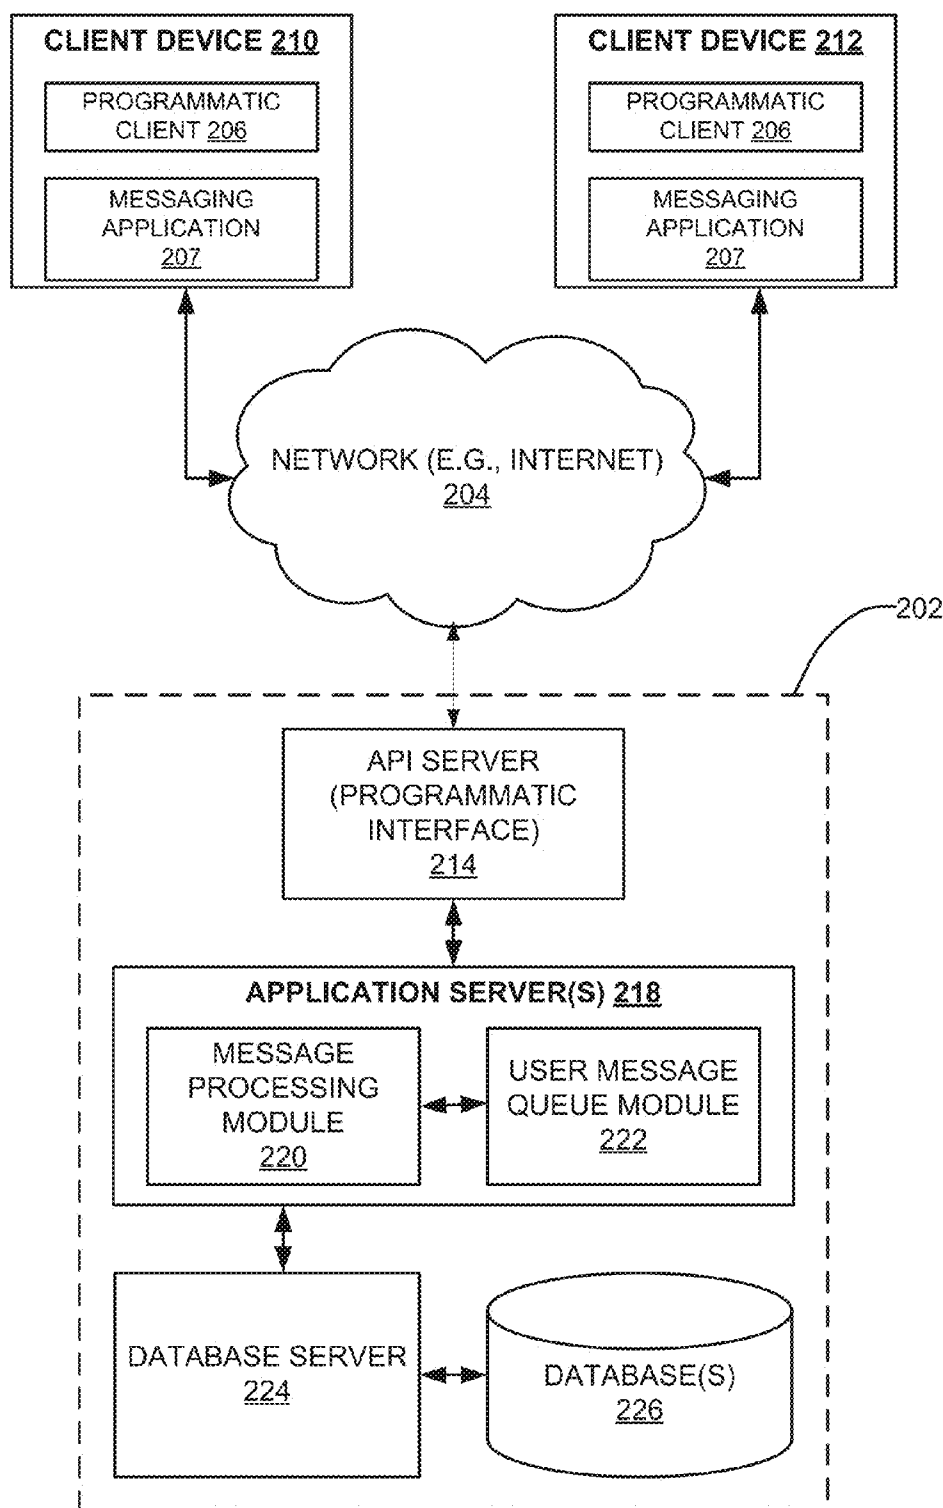 CLIENT DEVICE 210
PROGRAMMATIC
CLIENT 206
MESSAGING
APPLICATION
207
CLIENT DEVICE 212
PROGRAMMATIC
CLIENT 206
MESSAGING
APPLICATION
207
NETWORK (E.G., INTERNET)
204
202
API SERVER
(PROGRAMMATIC
INTERFACE)
214
APPLICATION SERVER(S) 218
MESSAGE
PROCESSING
MODULE
220
USER MESSAGE
QUEUE MODULE
222
DATABASE SERVER
224
DATABASE(S)
226